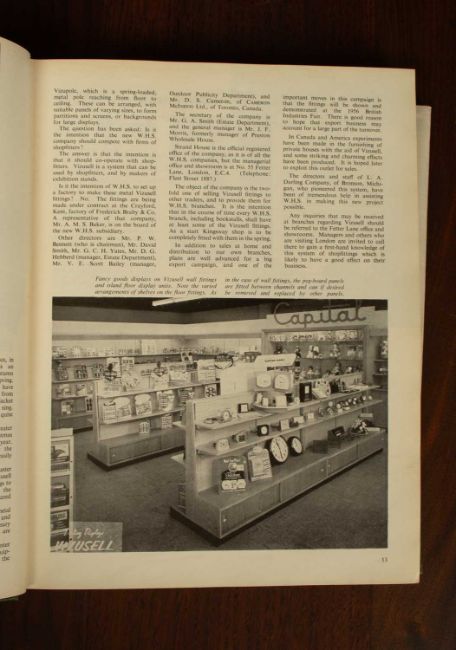 Vizupole, which is a spring-loaded,
metal pole reaching from floor to
ceiling. These can be arranged, with
suitable panels of varying sizes, to form
partitions and screens, or backgrounds
for large displays.
The question has been asked: Is it
the intention that the new W.H.S.
company should compete with firms of
shopfitters?
The answer is that the intention is
that it should co-operate with shop-
fitters. Vizusell is a system that can be
used by shopfitters, and by makers of
exhibition stands.
Is it the intention of W.H.S. to set up
a factory to make these metal Vizusell
fittings? No. The fittings are being
made under contract at the Crayford,
Kent, factory of Frederick Braby & Co.
A representative of that company,
Mr. A. M. S. Baker, is on the board of
the new W.H.S. subsidiary.
Other directors are Mr. P. W.
Bennett (who is chairman), Mr. David
Smith, Mr. G. C. H. Yates, Mr. D. G.
Hebberd (manager, Estate Department),
Mr. V. E. Scott Bailey (manager,
Outdoor Publicity Department), and
Mr. D. S. Cameron, of CAMERON
McIndoo Ltd., of Toronto, Canada.
The secretary of the company is
Mr. G. A. Smith (Estate Department),
and the general manager is Mr. J. F.
Morris, formerly manager of Preston
Wholesale House.
Strand House is the official registered
office of the company, as it is of all the
W.H.S. companies, but the managerial
office and showroom is at No. 55 Fetter
Lane, London, E.C.4. (Telephone:
Fleet Street
The object of the company is the two-
fold one of selling Vizusell fittings to
other traders, and to provide them for
W.H.S. branches. It is the intention
that in the course of time every W.H.S.
branch, including bookstalls, shall have
at least some of the Vizusell fittings.
As a start Kingsway shop is to be
completely fitted with them in the spring.
In addition to sales at home and
distribution to our own branches,
plans are well advanced for a big
export campaign, and one of the
important moves in this campaign is
that the fittings will be shown and
demonstrated at the 1956 British
Industries Fair. There is good reason
to hope that export business may
account for a large part of the turnover.
In Canada and America experiments
have been made in the furnishing of
private houses with the aid of Vizusell,
and some striking and charming effects
have been produced. It is hoped later
to exploit this outlet for sales.
The directors and staff of L. A.
Darling Company, of Bronson, Michi-
gan, who pioneered this system, have
been of tremendous help in assisting
W.H.S. in making this new project
possible.
Any inquiries that may be received
at branches regarding Vizusell should
be referred to the Fetter Lane office and
showrooms. Managers and others who
are visiting London are invited to call
there to gain a first-hand knowledge of
this system of shopfittings which is
likely to have a good effect on their
business.
Fancy goods displays on Vizusell wall fittings
and island floor display units. Note the varied
arrangements of shelves on the floor fittings. As
in the case of wall fittings, the peg-board panels
are fitted between channels and can if desired
be removed and replaced by other panels.
Capital
VIZUSELL
13